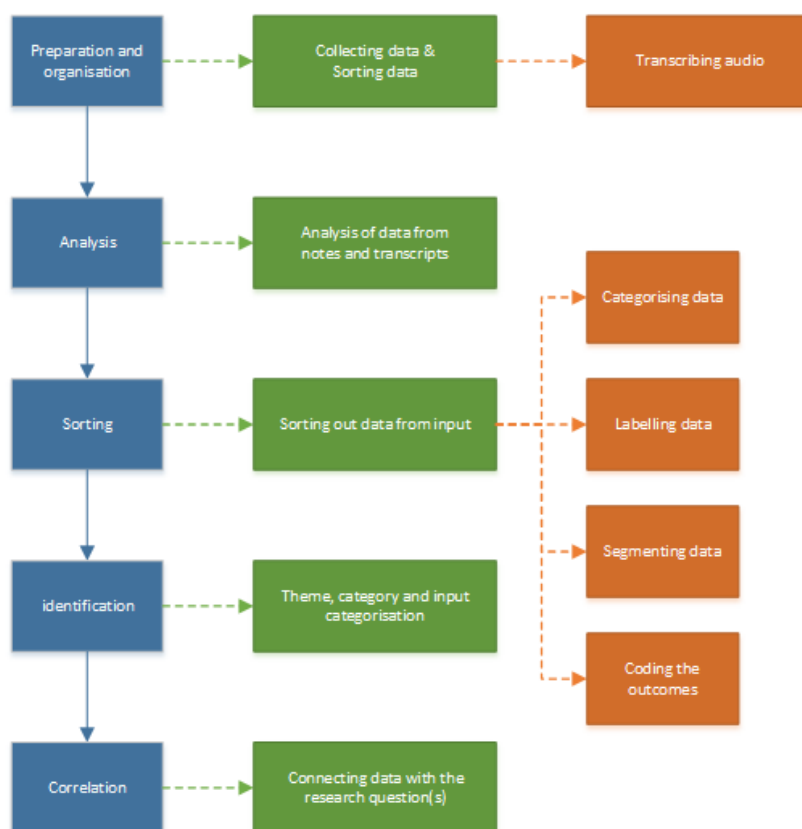 Preparation and
organisation
Collecting data &
Sorting data
Transcribing audio
Analysis
Analysis of data from
notes and transcripts
Categorising data
Sorting
Sorting out data from input
Labelling data
Segmenting data
identification
Theme, category and input
categorisation
Coding the
outcomes
Correlation
Connecting data with the
research question(s)